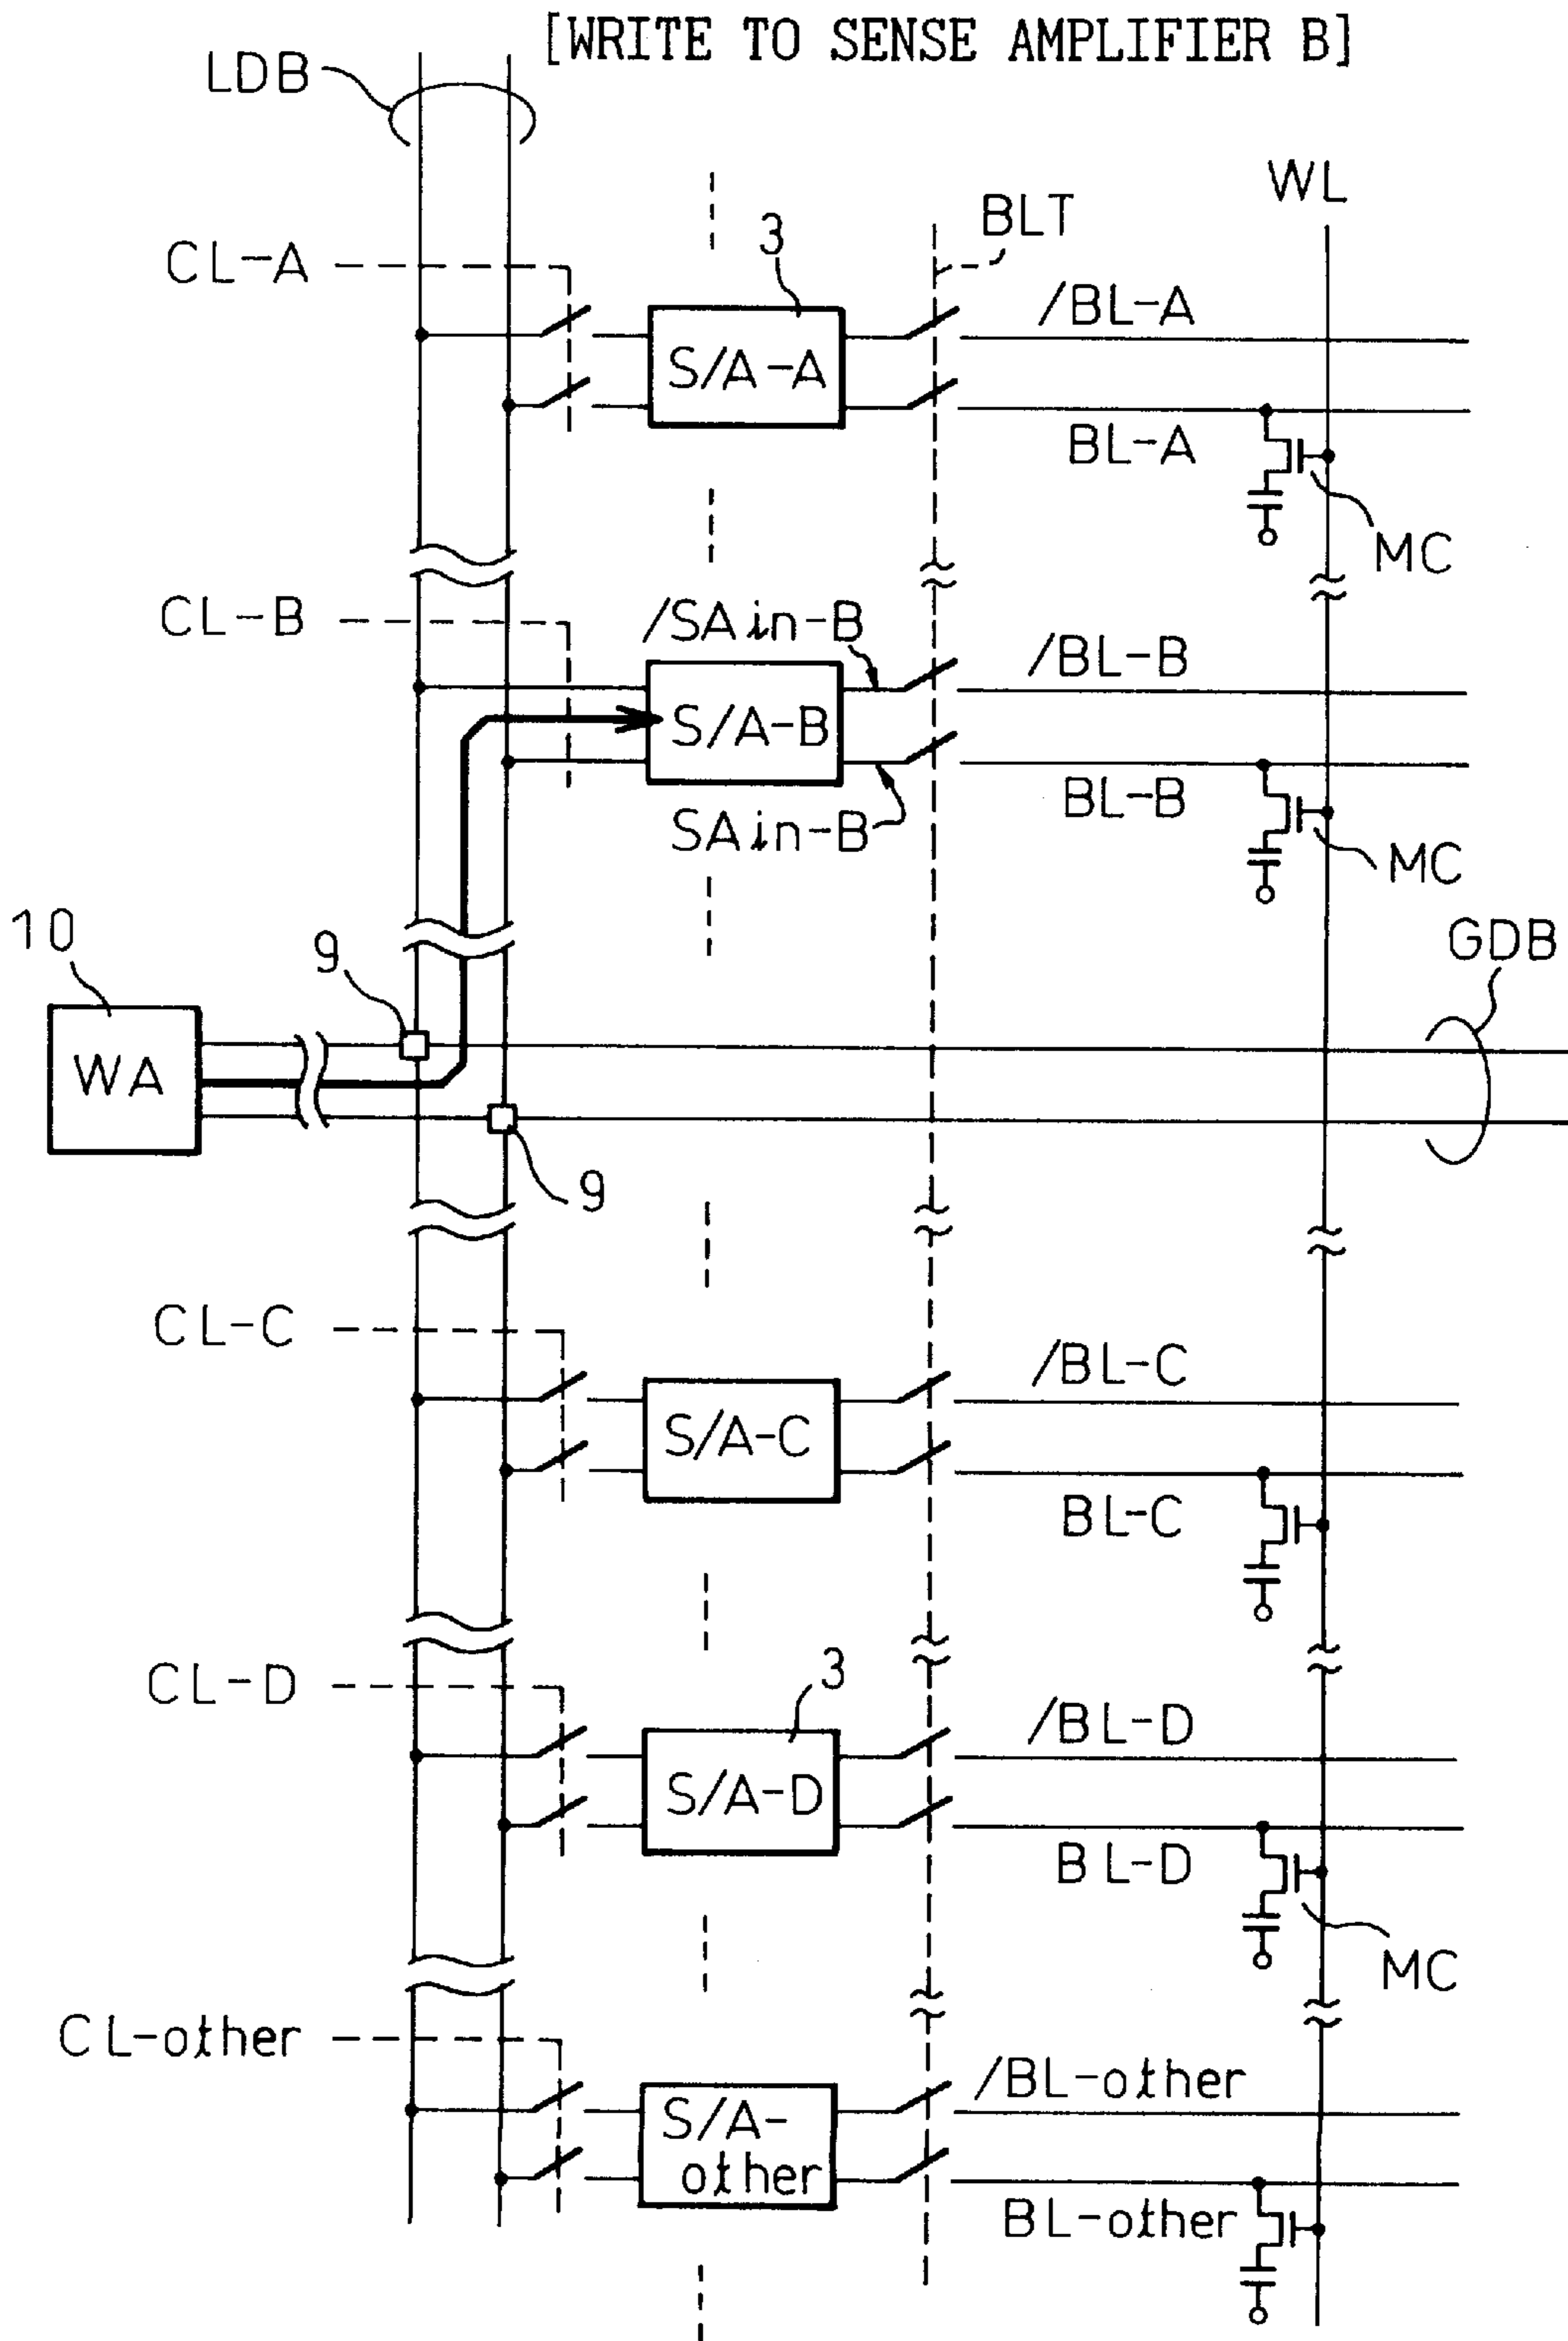 [WRITE TO SENSE AMPLIFIER B]
LDB
WL
BLT
3
CL-A
/BL-A
S/A-A
BL-A
MC
CL-B
/SAin-B
/BL-B
S/A-B
BL-B
SAin-B
MC
10
9
GDB
WA
9
CL-C
/BL-C
S/A-C
BL-C
CL-D
3
/BL-D
S/A-D
BL-D
MC
CL-other
/BL-other
S/A-
other
BL-other